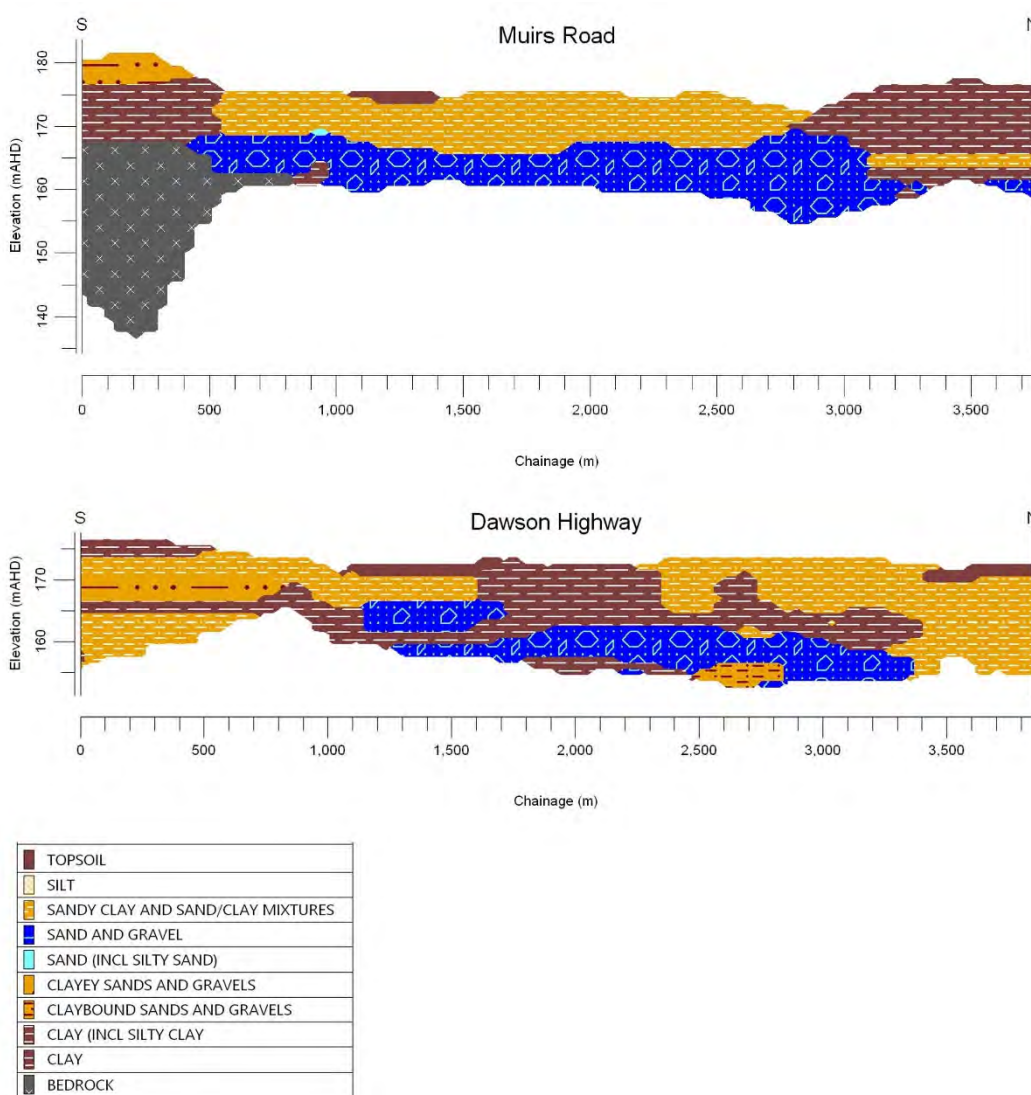 S
Muirs Road
N
180
170
160
150
140
Elevation (mAHD)
0 500 1,000 1,500 2,000 2,500 3,000 3,500
Chainage (m)
S
Dawson Highway
N
170
160
Elevation (mAHD)
0 500 1,000 1,500 2,000 2,500 3,000 3,500
Chainage (m)
TOPSOIL
SILT
SANDY CLAY AND SAND/CLAY MIXTURES
SAND AND GRAVEL
SAND (INCL SILTY SAND)
CLAYEY SANDS AND GRAVELS
CLAYBOUND SANDS AND GRAVELS
CLAY (INCL SILTY CLAY
CLAY
BEDROCK